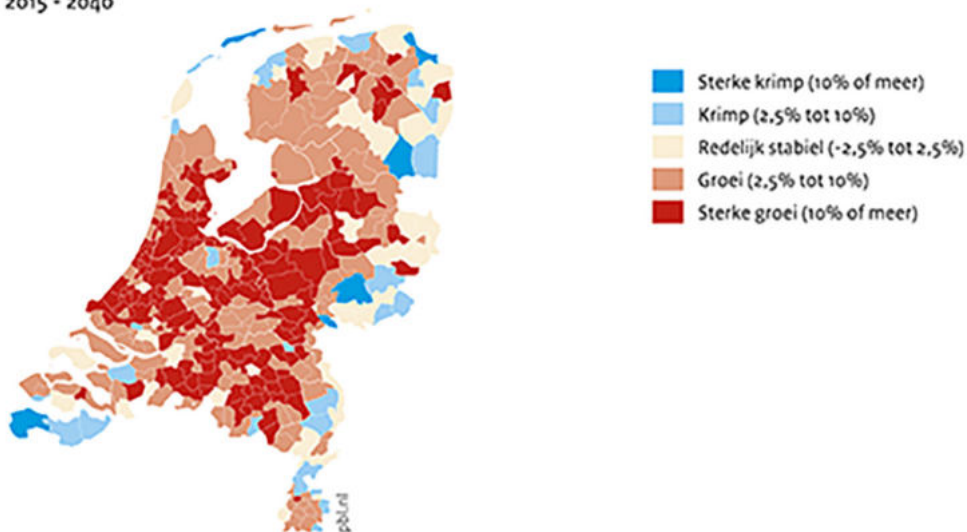 2015 - 2040
Sterke krimp (10% of meer)
Krimp (2,5% tot 10%)
Redelijk stabiel (-2,5% tot 2,5%)
Groei (2,5% tot 10%)
Sterke groei (10% of meer)
pbl.nl